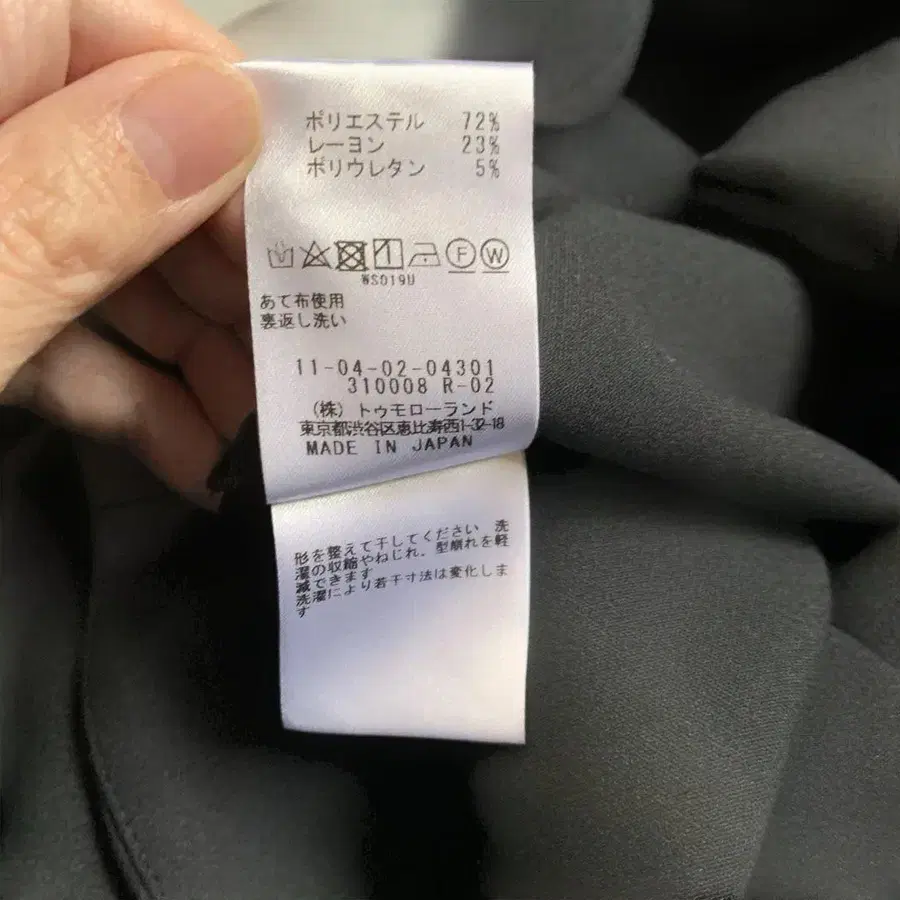 ポリエステル 72%
レーヨン 23%
ポリウレタン 5%
F W
WS019U
あて布使用
裏返し洗い
11-04-02-04301
310008 R-02
(株) トゥモローランド
東京都渋谷区恵比寿西1-32-18
MADE IN JAPAN
形を整えて干してください 洗
濯の収縮やねじれ、型崩れを軽
減できます
洗濯により若干寸法は変化しま
す